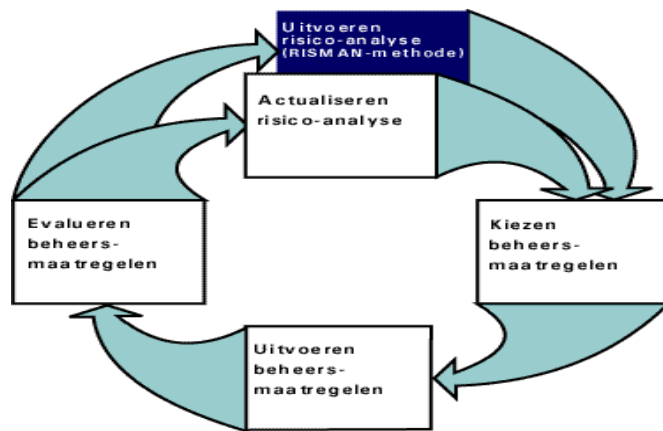 Uitvoeren
risico-analyse
(RISMAN-methode)
Actualiseren
risico-analyse
Evalueren
beheers-
maatregelen
Kiezen
beheers-
maatregelen
Uitvoeren
beheers-
maatregelen